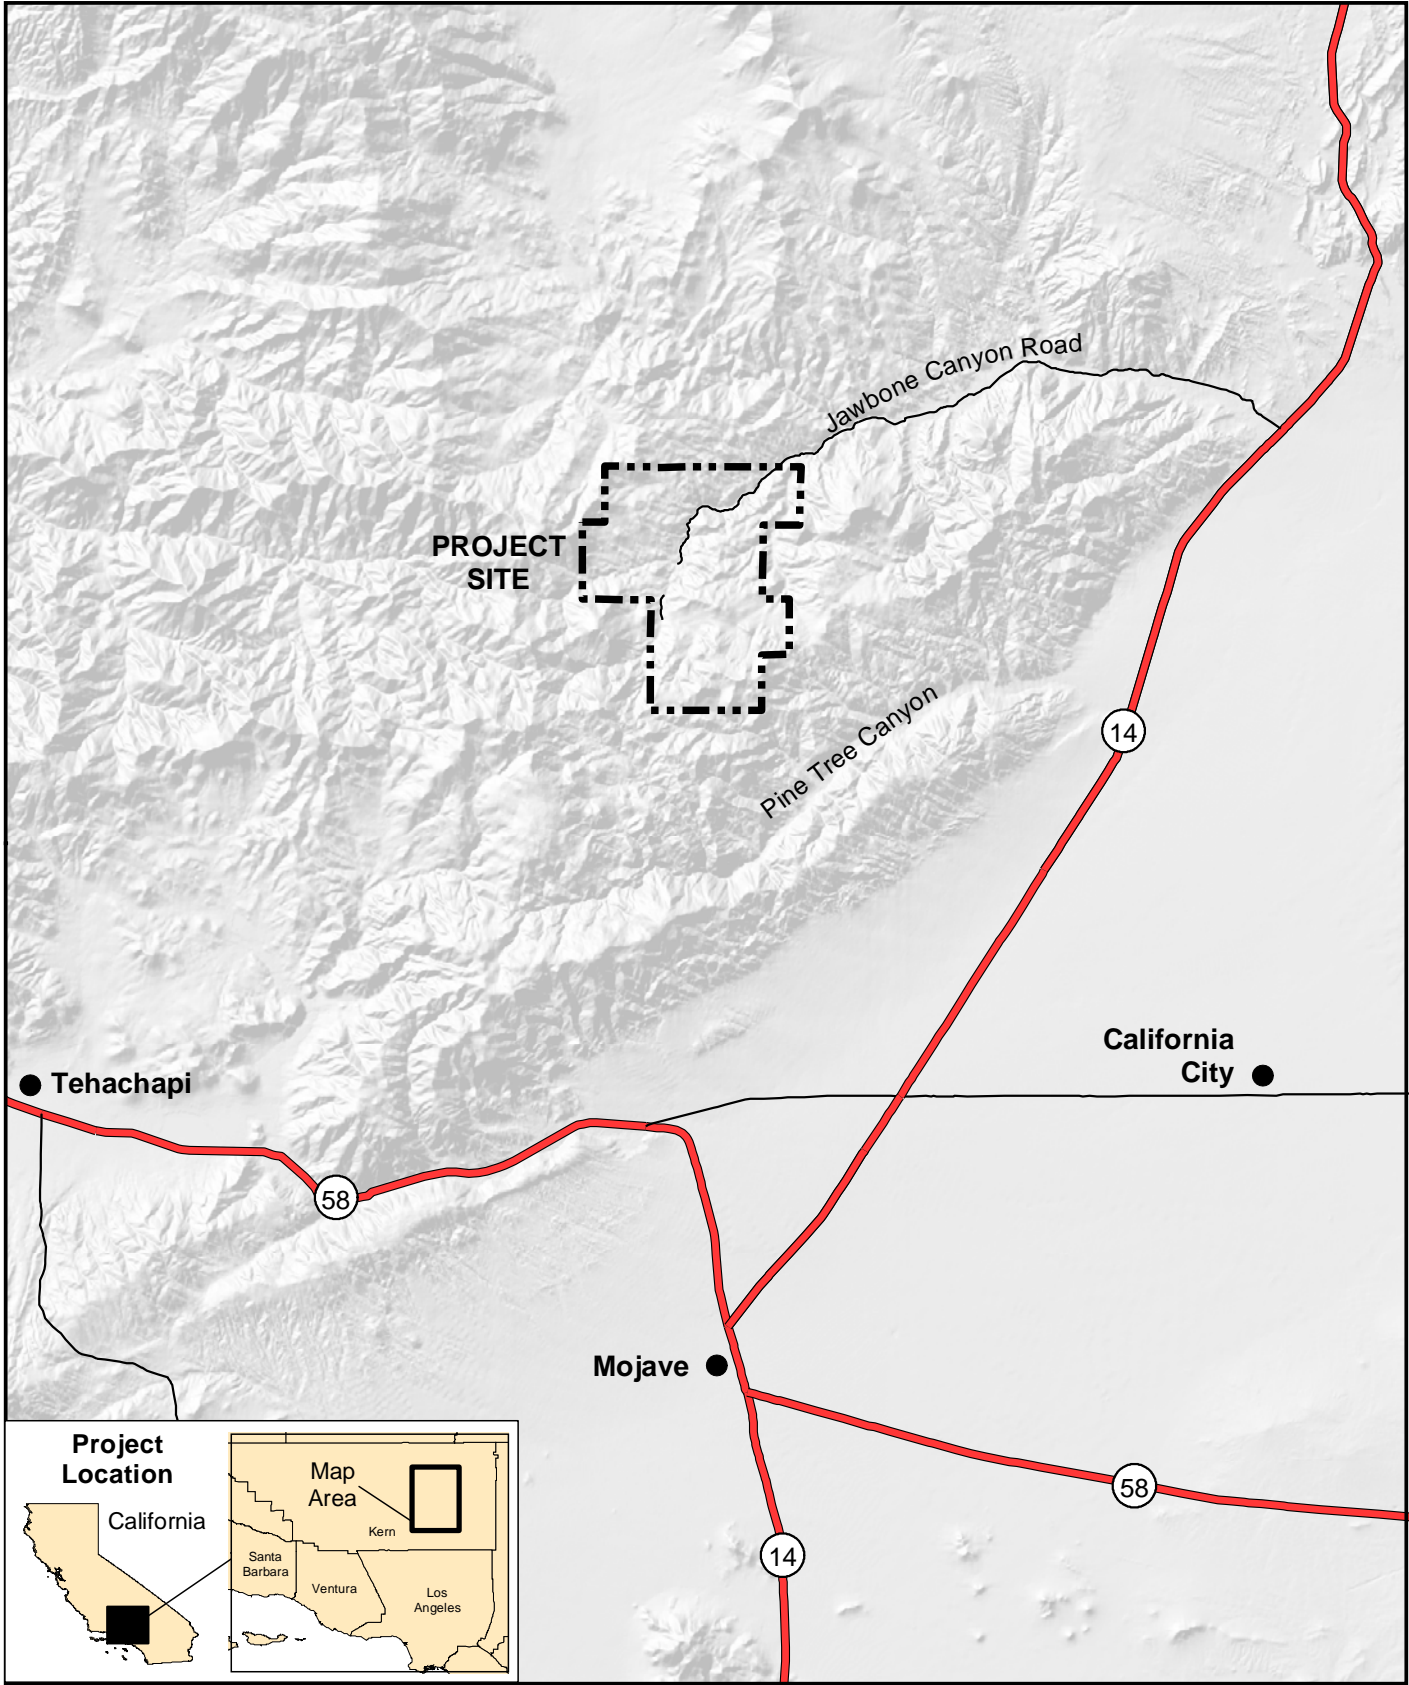 Jawbone Canyon Road
PROJECT
SITE
Pine Tree Canyon
14
California
City
Tehachapi
58
Mojave
58
14
Project
Location
California
Map
Area
Kern
Santa
Barbara
Ventura
Los
Angeles